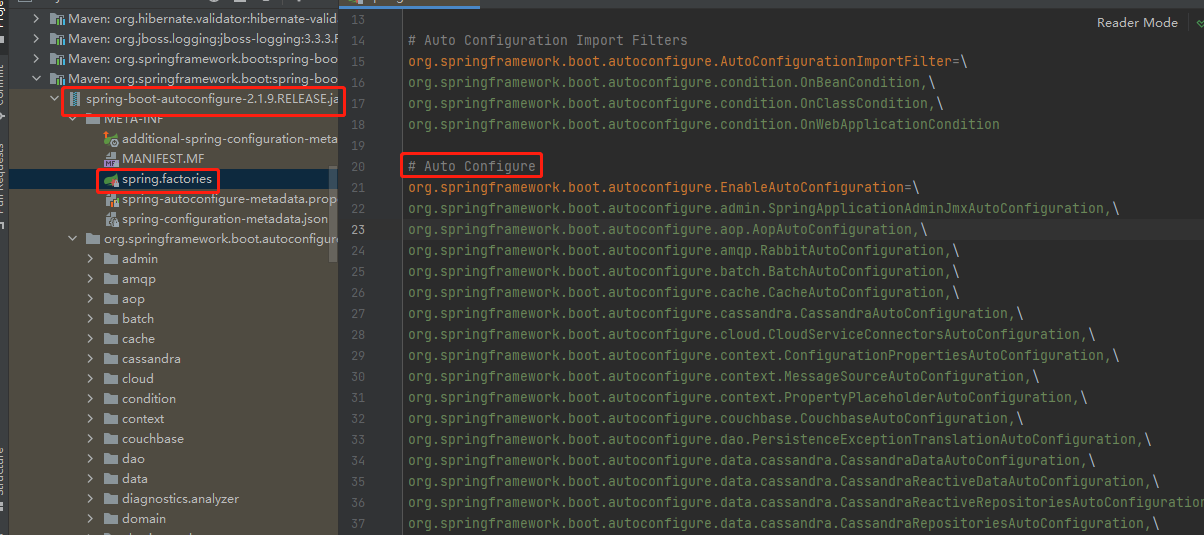 Maven: org.hibernate.validator:hibernate-valida
Maven: org.jboss.logging:jboss-logging:3.3.3.F
Maven: org.springframework.boot:spring-boo
Maven: org.springframework.boot:spring-boo
spring-boot-autoconfigure-2.1.9.RELEASE.ja
META-INF
additional-spring-configuration-meta
MANIFEST.MF
spring.factories
spring-autoconfigure-metadata.prope
spring-configuration-metadata.json
org.springframework.boot.autoconfigure
admin
amqp
aop
batch
cache
cassandra
cloud
condition
context
couchbase
dao
data
diagnostics.analyzer
domain
Reader Mode
13
14 # Auto Configuration Import Filters
15 org.springframework.boot.autoconfigure.AutoConfigurationImportFilter=\
16 org.springframework.boot.autoconfigure.condition.OnBeanCondition,\
17 org.springframework.boot.autoconfigure.condition.OnClassCondition,\
18 org.springframework.boot.autoconfigure.condition.OnWebApplicationCondition
19
20 # Auto Configure
21 org.springframework.boot.autoconfigure.EnableAutoConfiguration=\
22 org.springframework.boot.autoconfigure.admin.SpringApplicationAdminJmxAutoConfiguration,\
23 org.springframework.boot.autoconfigure.aop.AopAutoConfiguration,\
24 org.springframework.boot.autoconfigure.amqp.RabbitAutoConfiguration,\
25 org.springframework.boot.autoconfigure.batch.BatchAutoConfiguration,\
26 org.springframework.boot.autoconfigure.cache.CacheAutoConfiguration,\
27 org.springframework.boot.autoconfigure.cassandra.CassandraAutoConfiguration,\
28 org.springframework.boot.autoconfigure.cloud.CloudServiceConnectorsAutoConfiguration,\
29 org.springframework.boot.autoconfigure.context.ConfigurationPropertiesAutoConfiguration,\
30 org.springframework.boot.autoconfigure.context.MessageSourceAutoConfiguration,\
31 org.springframework.boot.autoconfigure.context.PropertyPlaceholderAutoConfiguration,\
32 org.springframework.boot.autoconfigure.couchbase.CouchbaseAutoConfiguration,\
33 org.springframework.boot.autoconfigure.dao.PersistenceExceptionTranslationAutoConfiguration,\
34 org.springframework.boot.autoconfigure.data.cassandra.CassandraDataAutoConfiguration,\
35 org.springframework.boot.autoconfigure.data.cassandra.CassandraReactiveDataAutoConfiguration,\
36 org.springframework.boot.autoconfigure.data.cassandra.CassandraReactiveRepositoriesAutoConfiguration
37 org.springframework.boot.autoconfigure.data.cassandra.CassandraRepositoriesAutoConfiguration,\